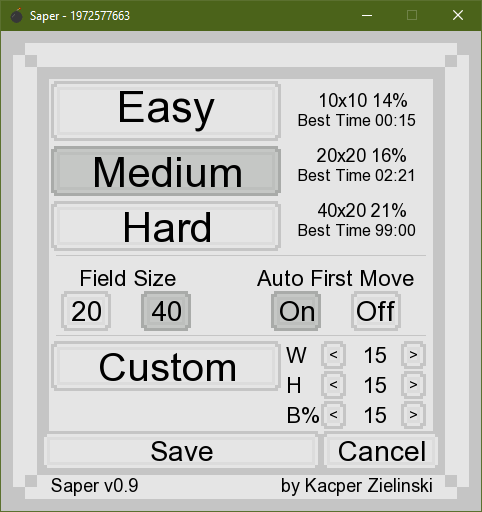 Saper - 1972577663
Easy
10x10 14%
Best Time 00:15
Medium
20x20 16%
Best Time 02:21
Hard
40x20 21%
Best Time 99:00
Field Size
Auto First Move
20 40
On Off
Custom
W < 15 >
H < 15 >
B% < 15 >
Save Cancel
Saper v0.9
by Kacper Zielinski